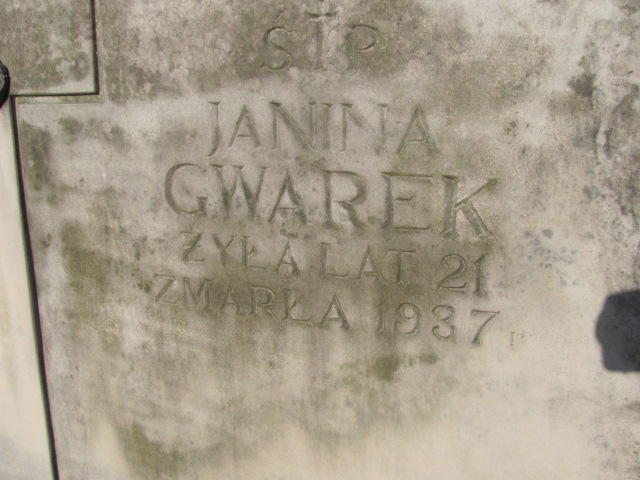 S†P
JANINA
GWAREK
ŻYŁA LAT 21
ZMARŁA 1937 r